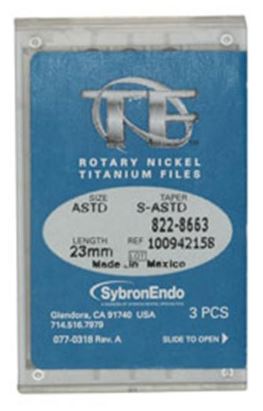 TF
ROTARY NICKEL
TITANIUM FILES
SIZE TAPER
ASTD S-ASTD
822-8663
LENGTH REF 100942158
23mm LOT
Made in Mexico
SybronEndo
Glendora, CA 91740 USA 3 PCS
714.516.7979
077-0318 Rev. A SLIDE TO OPEN